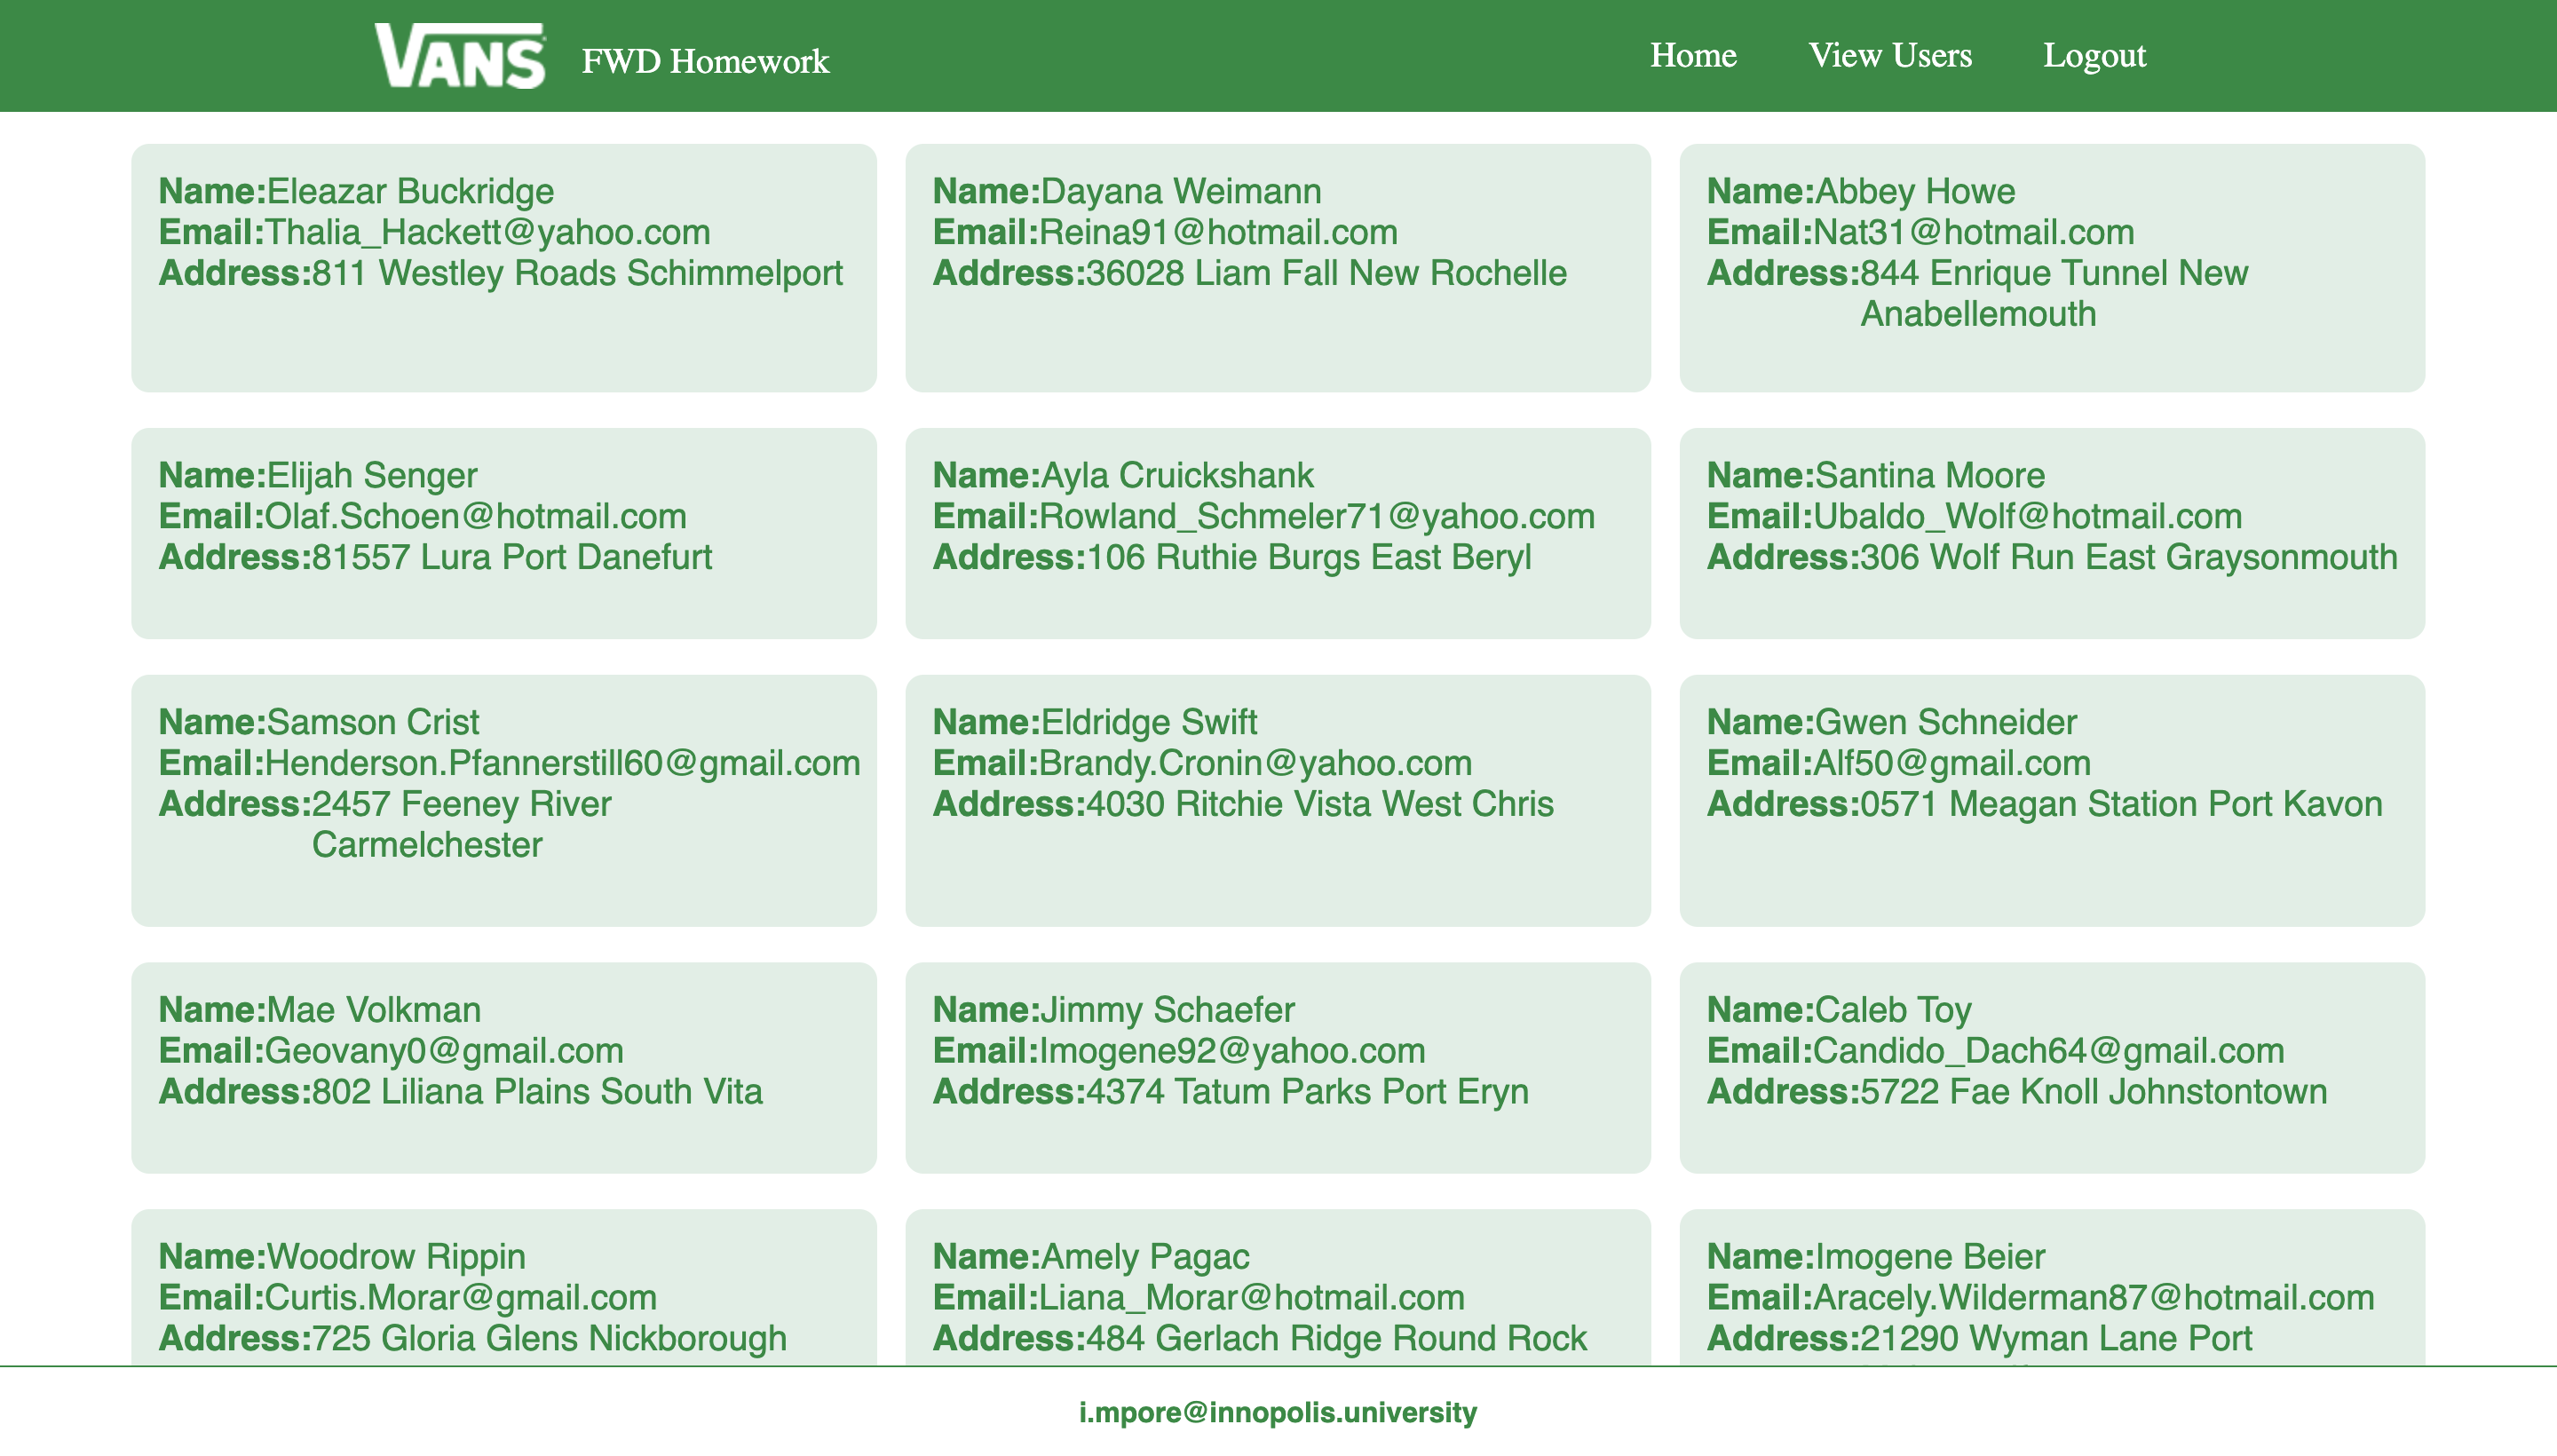 VANS FWD Homework Home View Users Logout
Name:Eleazar Buckridge
Email:Thalia_Hackett@yahoo.com
Address:811 Westley Roads Schimmelport
Name:Dayana Weimann
Email:Reina91@hotmail.com
Address:36028 Liam Fall New Rochelle
Name:Abbey Howe
Email:Nat31@hotmail.com
Address:844 Enrique Tunnel New
Anabellemouth
Name:Elijah Senger
Email:Olaf.Schoen@hotmail.com
Address:81557 Lura Port Danefurt
Name:Ayla Cruickshank
Email:Rowland_Schmeler71@yahoo.com
Address:106 Ruthie Burgs East Beryl
Name:Santina Moore
Email:Ubaldo_Wolf@hotmail.com
Address:306 Wolf Run East Graysonmouth
Name:Samson Crist
Email:Henderson.Pfannerstill60@gmail.com
Address:2457 Feeney River
Carmelchester
Name:Eldridge Swift
Email:Brandy.Cronin@yahoo.com
Address:4030 Ritchie Vista West Chris
Name:Gwen Schneider
Email:Alf50@gmail.com
Address:0571 Meagan Station Port Kavon
Name:Mae Volkman
Email:Geovany0@gmail.com
Address:802 Liliana Plains South Vita
Name:Jimmy Schaefer
Email:Imogene92@yahoo.com
Address:4374 Tatum Parks Port Eryn
Name:Caleb Toy
Email:Candido_Dach64@gmail.com
Address:5722 Fae Knoll Johnstontown
Name:Woodrow Rippin
Email:Curtis.Morar@gmail.com
Address:725 Gloria Glens Nickborough
Name:Amely Pagac
Email:Liana_Morar@hotmail.com
Address:484 Gerlach Ridge Round Rock
Name:Imogene Beier
Email:Aracely.Wilderman87@hotmail.com
Address:21290 Wyman Lane Port
i.mpore@innopolis.university